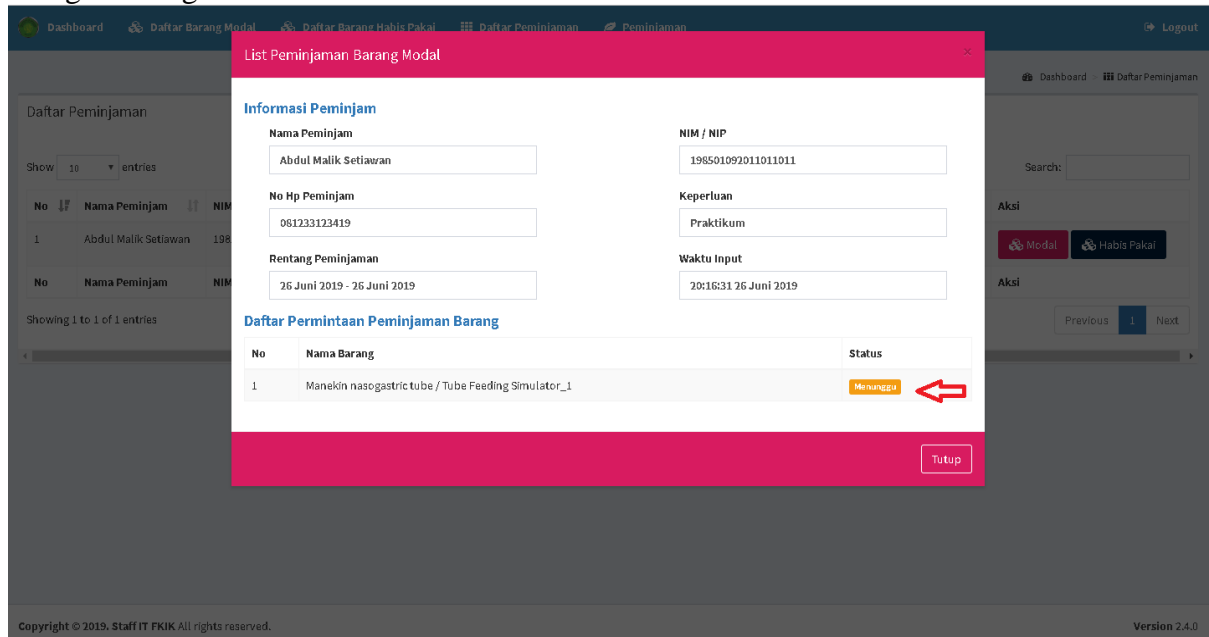 Dashboard Daftar Barang Modal Daftar Barang Habis Pakai Daftar Peminjaman Peminjaman Logout
List Peminjaman Barang Modal ×
Dashboard Daftar Peminjaman
Daftar Peminjaman
Informasi Peminjam
Nama Peminjam NIM / NIP
Abdul Malik Setiawan 198501092011011011
Show 10 entries Search:
No Hp Peminjam Keperluan
No Nama Peminjam NIM Aksi
081233123419 Praktikum
1 Abdul Malik Setiawan 198 Modal Habis Pakai
Rentang Peminjaman Waktu Input
No Nama Peminjam NIM Aksi
26 Juni 2019 - 26 Juni 2019 20:16:31 26 Juni 2019
Showing 1 to 1 of 1 entries Previous 1 Next
Daftar Permintaan Peminjaman Barang
No Nama Barang Status
1 Manekin nasogastric tube / Tube Feeding Simulator_1 Menunggu
Tutup
Copyright © 2019. Staff IT FKIK All rights reserved. Version 2.4.0